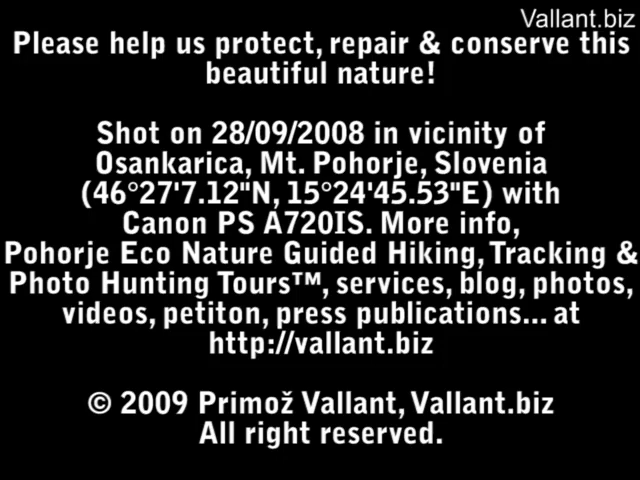 Vallant.biz
Please help us protect, repair & conserve this
beautiful nature!
Shot on 28/09/2008 in vicinity of
Osankarica, Mt. Pohorje, Slovenia
(46°27'7.12"N, 15°24'45.53"E) with
Canon PS A720IS. More info,
Pohorje Eco Nature Guided Hiking, Tracking &
Photo Hunting Tours™, services, blog, photos,
videos, petiton, press publications... at
http://vallant.biz
© 2009 Primož Vallant, Vallant.biz
All right reserved.